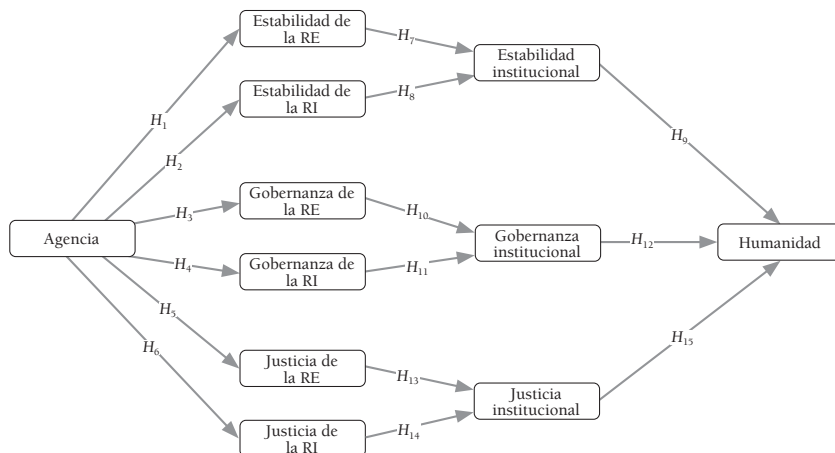 Estabilidad de
la RE
H₇
Estabilidad
institucional
Estabilidad de
la RI
H₈
H₁
H₂
H₉
Gobernanza de
la RE
H₃
H₁₀
Agencia
Gobernanza
institucional
H₁₂
Humanidad
H₄
Gobernanza de
la RI
H₁₁
H₅
H₆
Justicia de
la RE
H₁₃
H₁₅
Justicia
institucional
Justicia de
la RI
H₁₄